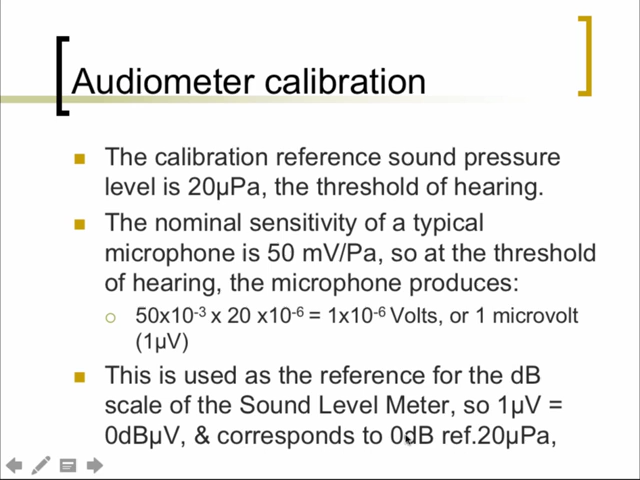 Audiometer calibration
The calibration reference sound pressure
level is 20µPa, the threshold of hearing.
The nominal sensitivity of a typical
microphone is 50 mV/Pa, so at the threshold
of hearing, the microphone produces:
50x10⁻³ x 20 x10⁻⁶ = 1x10⁻⁶ Volts, or 1 microvolt
(1µV)
This is used as the reference for the dB
scale of the Sound Level Meter, so 1µV =
0dBµV, & corresponds to 0dB ref.20µPa,